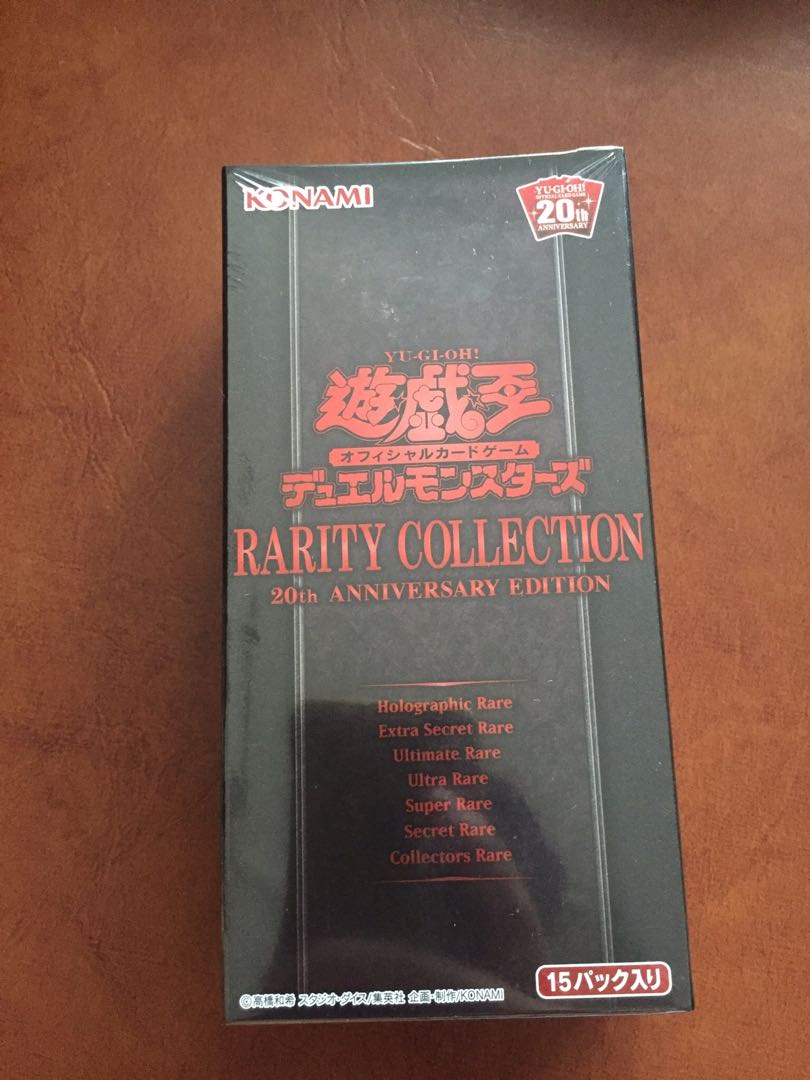 KONAMI
YU-GI-OH!
OFFICIAL CARD GAME
20th
ANNIVERSARY
YU-GI-OH!
遊戯王
オフィシャルカードゲーム
デュエルモンスターズ
RARITY COLLECTION
20th ANNIVERSARY EDITION
Holographic Rare
Extra Secret Rare
Ultimate Rare
Ultra Rare
Super Rare
Secret Rare
Collectors Rare
15パック入り
©高橋和希 スタジオ・ダイス/集英社 企画・制作/KONAMI